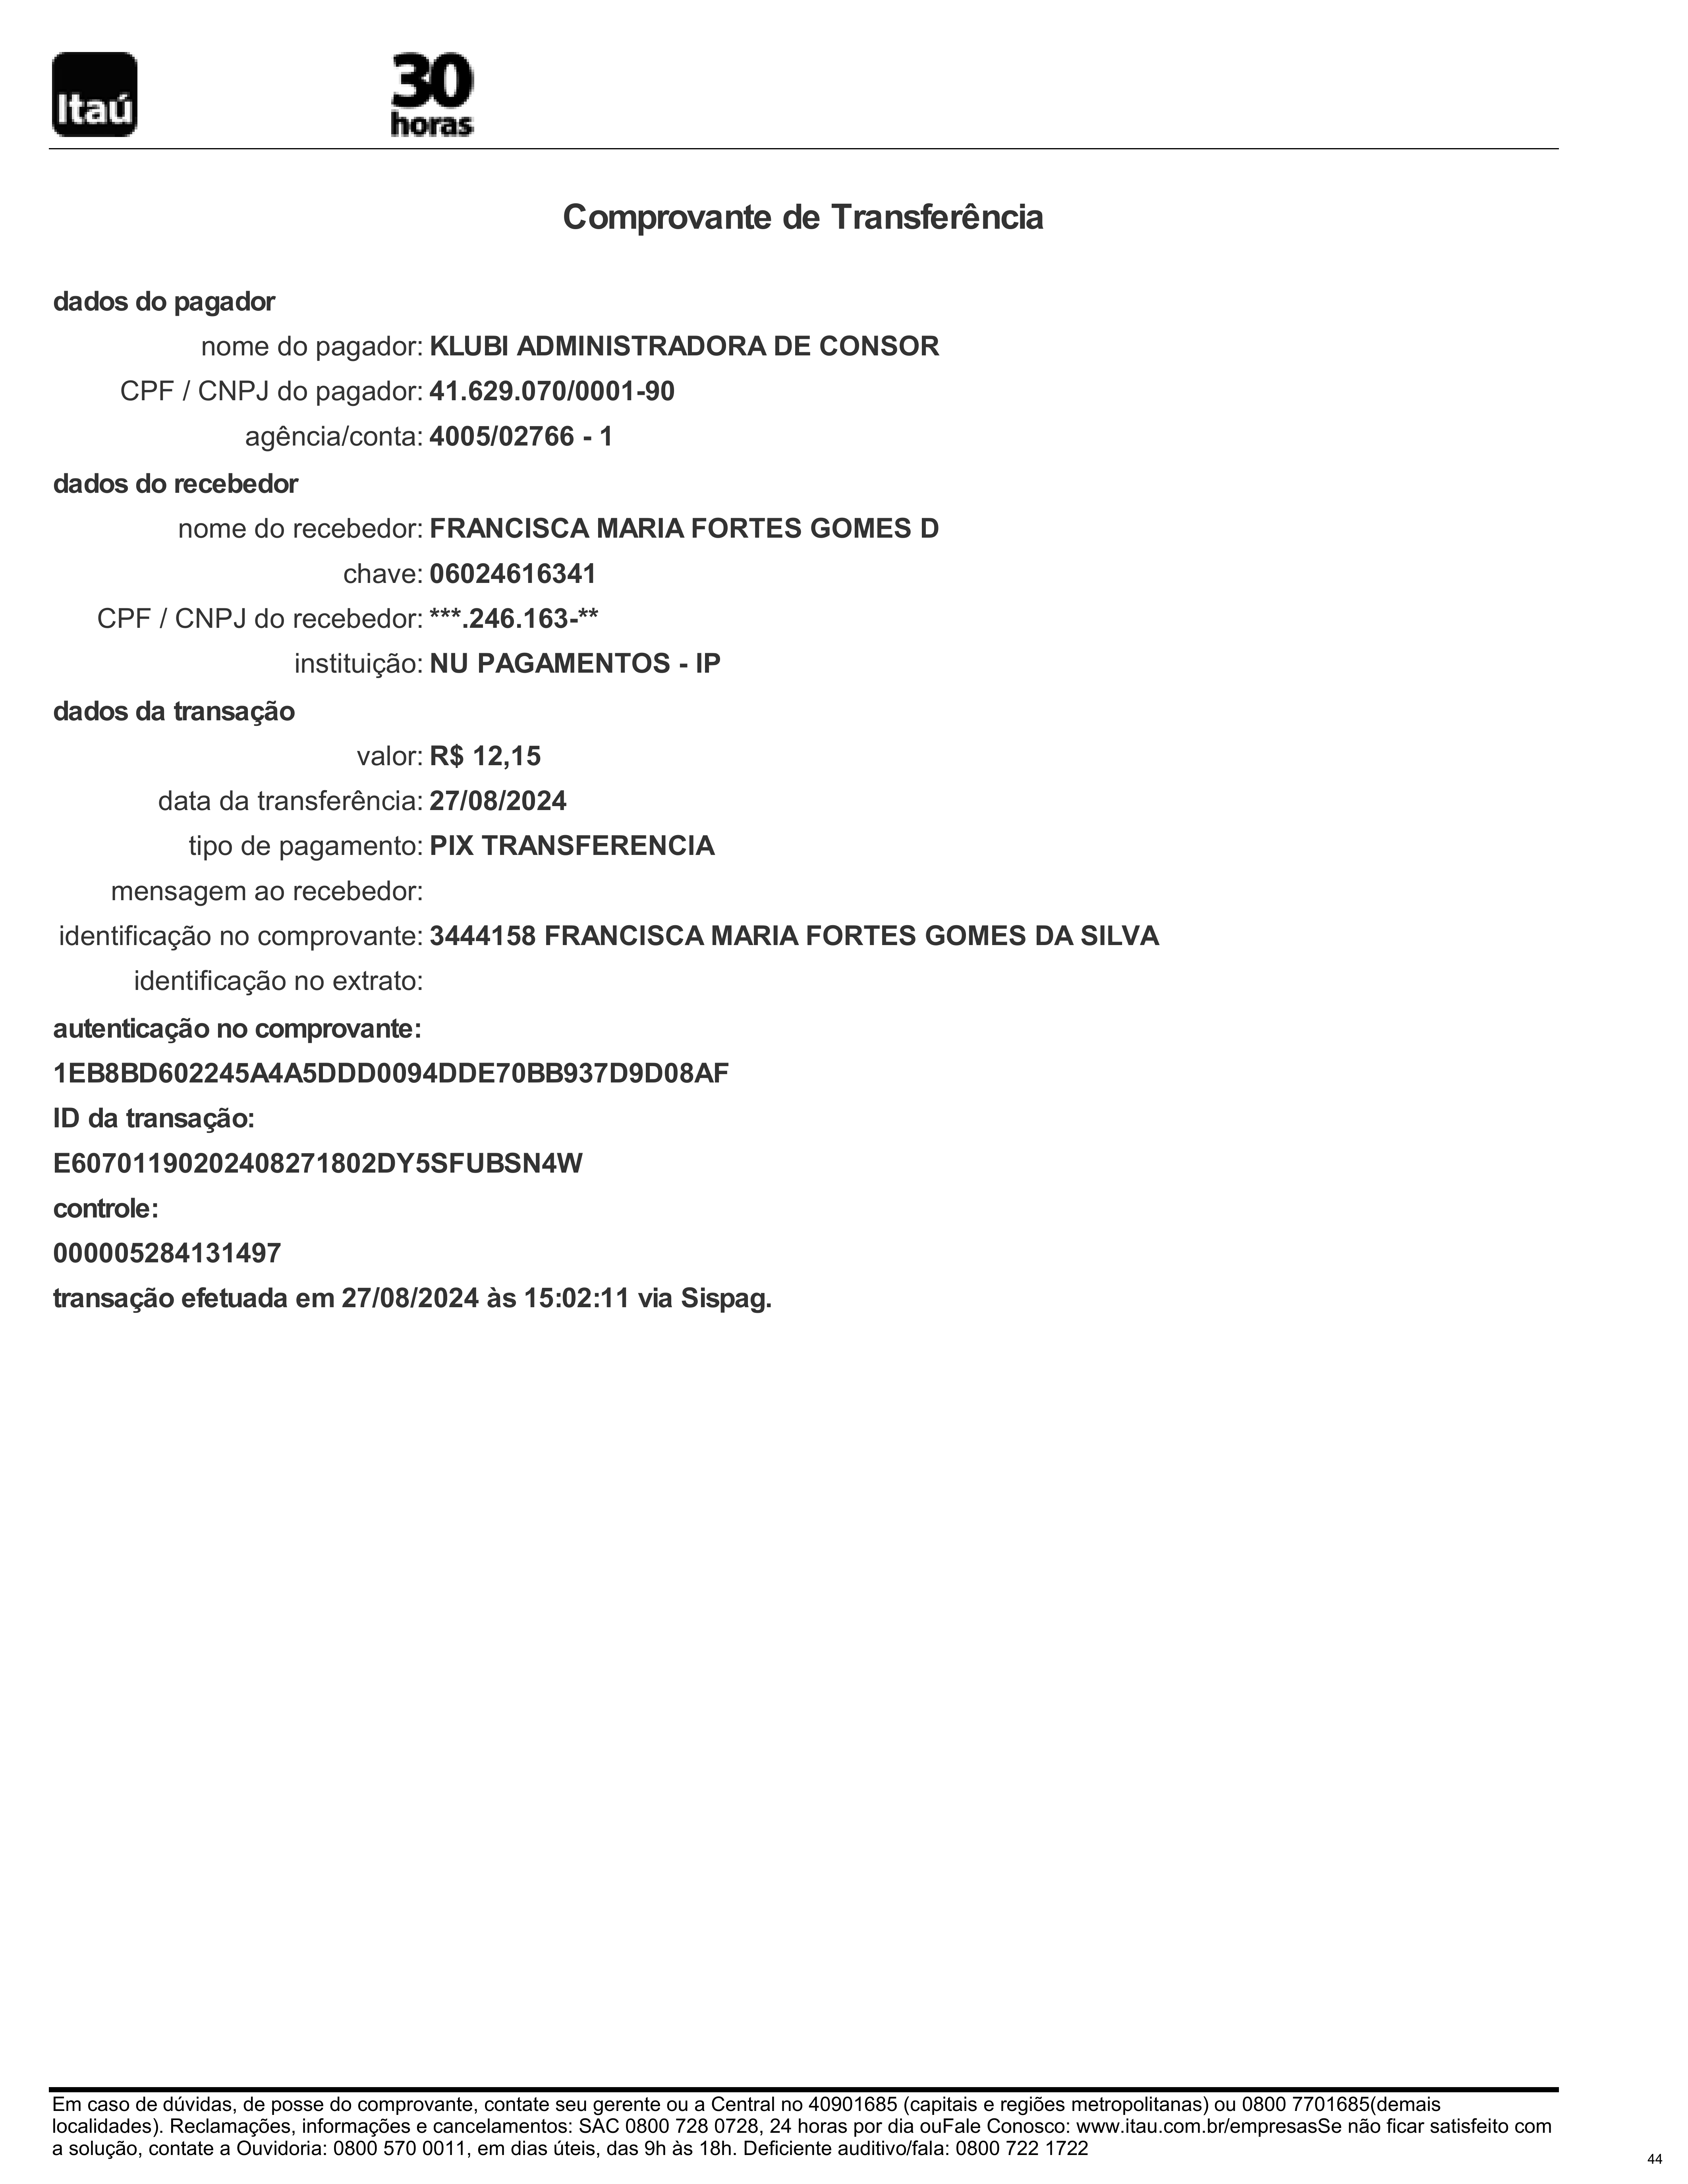 Itaú
30
horas
Comprovante de Transferência
dados do pagador
nome do pagador: KLUBI ADMINISTRADORA DE CONSOR
CPF / CNPJ do pagador: 41.629.070/0001-90
agência/conta: 4005/02766 - 1
dados do recebedor
nome do recebedor: FRANCISCA MARIA FORTES GOMES D
chave: 06024616341
CPF / CNPJ do recebedor: ***.246.163-**
instituição: NU PAGAMENTOS - IP
dados da transação
valor: R$ 12,15
data da transferência: 27/08/2024
tipo de pagamento: PIX TRANSFERENCIA
mensagem ao recebedor:
identificação no comprovante: 3444158 FRANCISCA MARIA FORTES GOMES DA SILVA
identificação no extrato:
autenticação no comprovante:
1EB8BD602245A4A5DDD0094DDE70BB937D9D08AF
ID da transação:
E60701190202408271802DY5SFUBSN4W
controle:
000005284131497
transação efetuada em 27/08/2024 às 15:02:11 via Sispag.
Em caso de dúvidas, de posse do comprovante, contate seu gerente ou a Central no 40901685 (capitais e regiões metropolitanas) ou 0800 7701685(demais
localidades). Reclamações, informações e cancelamentos: SAC 0800 728 0728, 24 horas por dia ouFale Conosco: www.itau.com.br/empresasSe não ficar satisfeito com
a solução, contate a Ouvidoria: 0800 570 0011, em dias úteis, das 9h às 18h. Deficiente auditivo/fala: 0800 722 1722
44